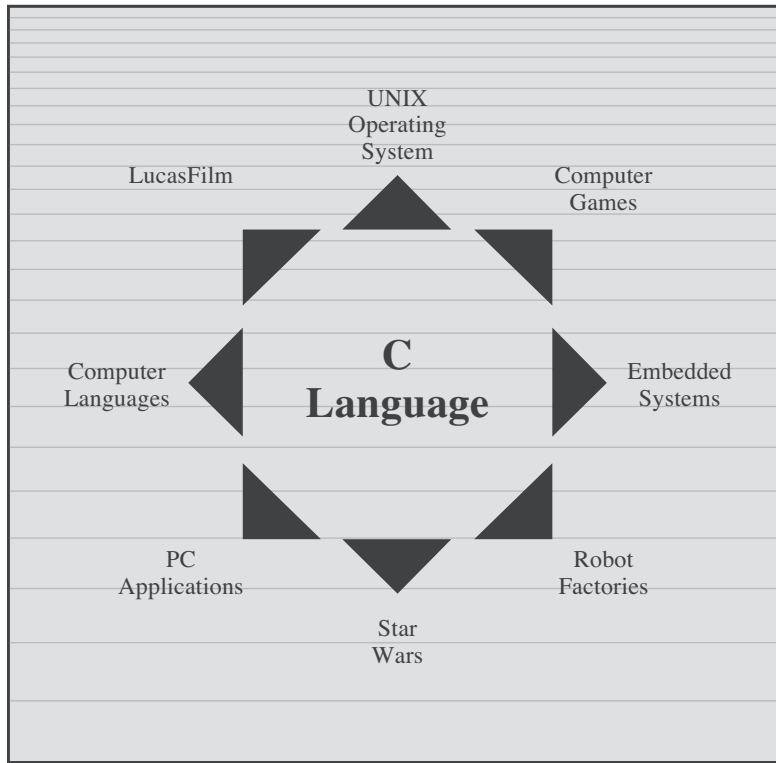 UNIX
Operating
System
LucasFilm
Computer
Games
C
Language
Computer
Languages
Embedded
Systems
PC
Applications
Robot
Factories
Star
Wars